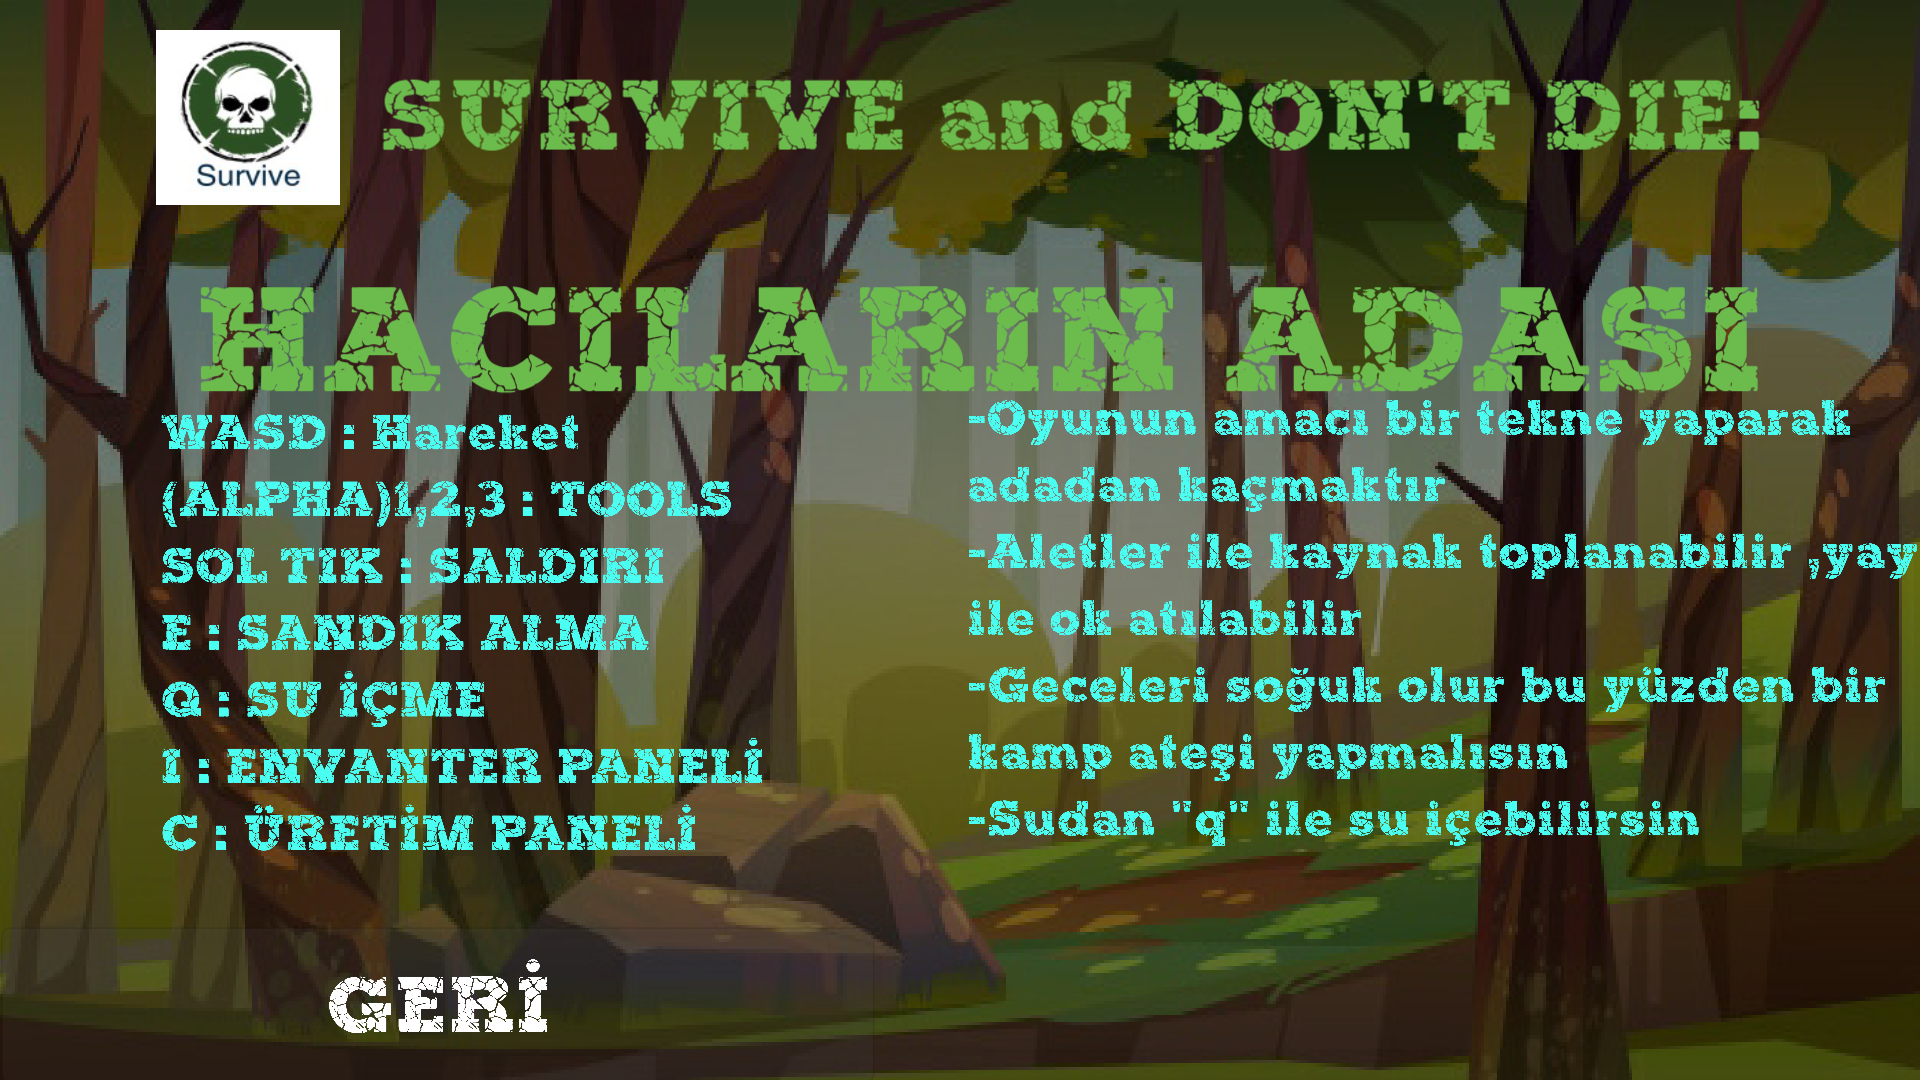 Survive
SURVIVE and DON'T DIE:
HACILARIN ADASI
WASD : Hareket
(ALPHA)1,2,3 : TOOLS
SOL TIK : SALDIRI
E : SANDIK ALMA
Q : SU İÇME
I : ENVANTER PANELİ
C : ÜRETİM PANELİ
-Oyunun amacı bir tekne yaparak
adadan kaçmaktır
-Aletler ile kaynak toplanabilir ,yay
ile ok atılabilir
-Geceleri soğuk olur bu yüzden bir
kamp ateşi yapmalısın
-Sudan "q" ile su içebilirsin
GERİ